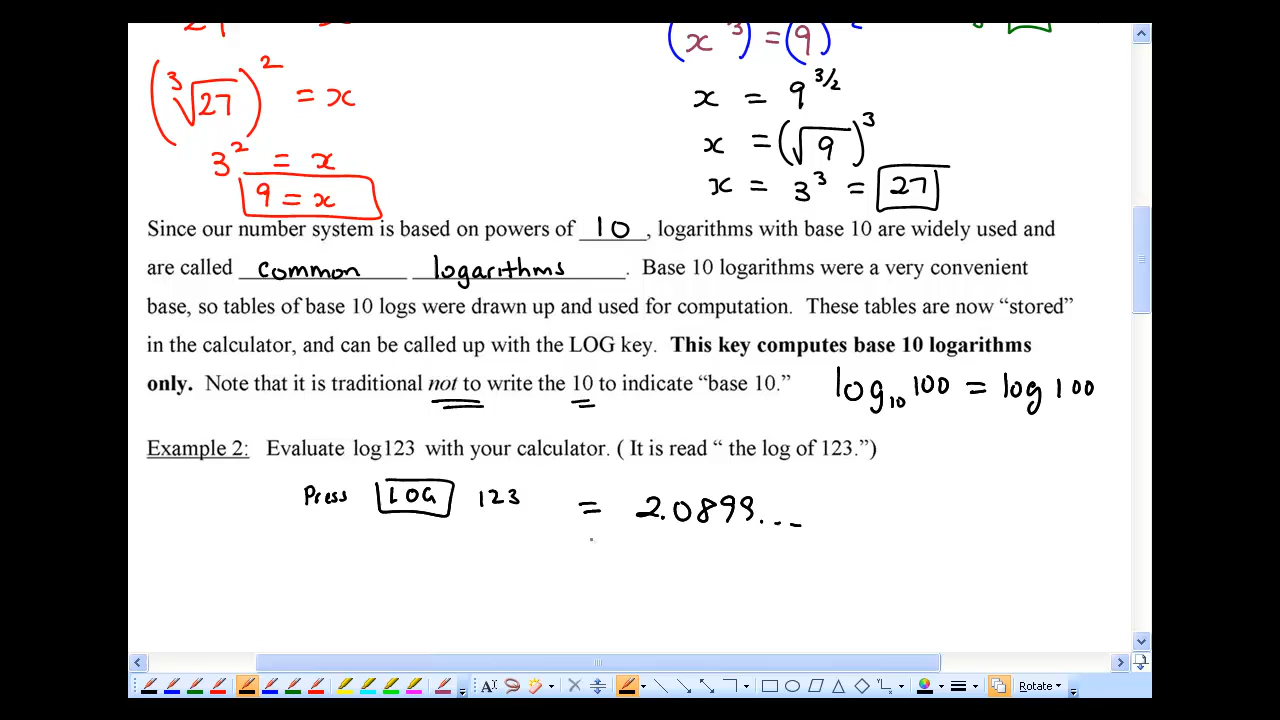 (∛27)² = x
3² = x
9 = x
(x³) = (9)
x = 9^3/2
x = (√9)³
x = 3³ = 27
Since our number system is based on powers of 10, logarithms with base 10 are widely used and
are called common logarithms. Base 10 logarithms were a very convenient
base, so tables of base 10 logs were drawn up and used for computation. These tables are now “stored”
in the calculator, and can be called up with the LOG key. This key computes base 10 logarithms
only. Note that it is traditional not to write the 10 to indicate “base 10.” log₁₀100 = log 100
Example 2: Evaluate log123 with your calculator. ( It is read “ the log of 123.”)
Press LOG 123 = 2.0899...
Rotate